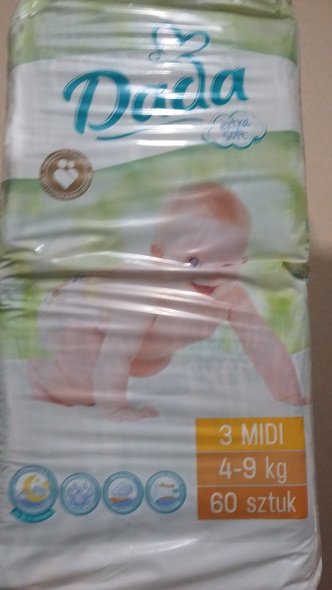 Dada
extra
soft
3 MIDI
4-9 kg
60 sztuk